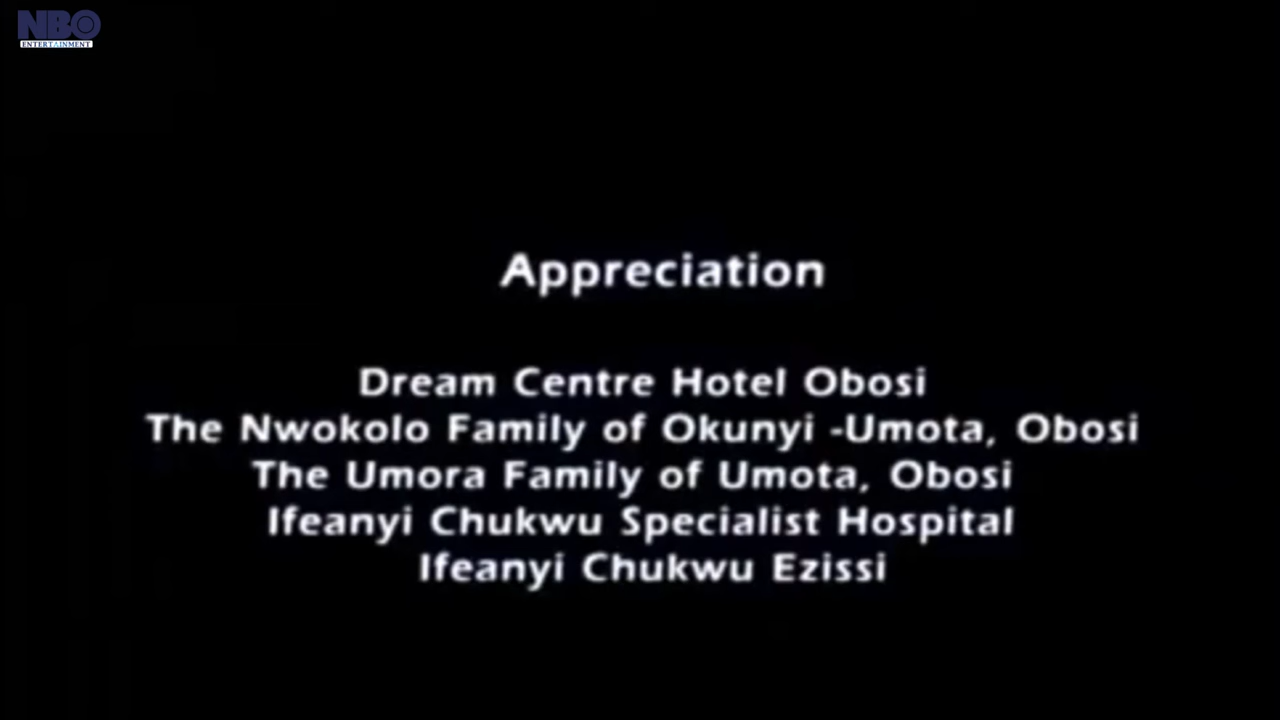 NBO
ENTERTAINMENT
Appreciation
Dream Centre Hotel Obosi
The Nwokolo Family of Okunyi -Umota, Obosi
The Umora Family of Umota, Obosi
Ifeanyi Chukwu Specialist Hospital
Ifeanyi Chukwu Ezissi